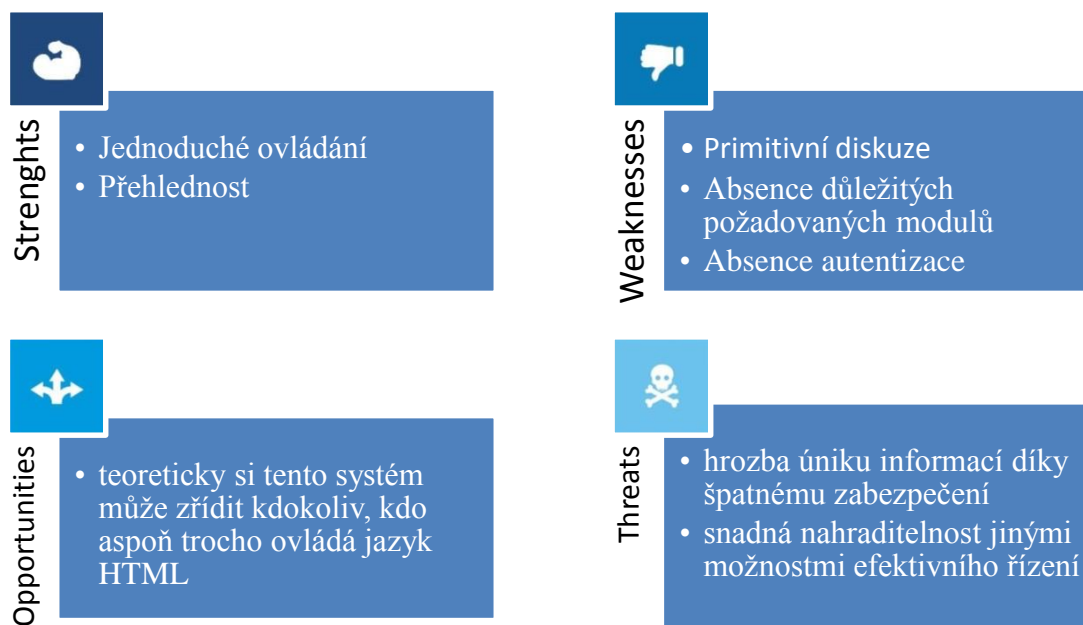 Strenghts
• Jednoduché ovládání
• Přehlednost
Weaknesses
• Primitivní diskuze
• Absence důležitých
požadovaných modulů
• Absence autentizace
Opportunities
• teoreticky si tento systém
může zřídit kdokoliv, kdo
aspoň trocho ovládá jazyk
HTML
Threats
• hrozba úniku informací díky
špatnému zabezpečení
• snadná nahraditelnost jinými
možnostmi efektivního řízení